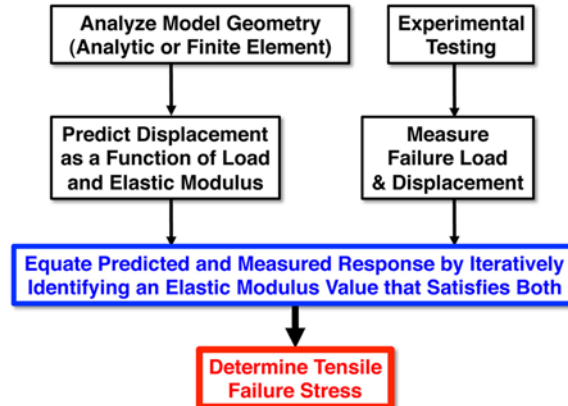 Analyze Model Geometry
(Analytic or Finite Element)
Experimental
Testing
Predict Displacement
as a Function of Load
and Elastic Modulus
Measure
Failure Load
& Displacement
Equate Predicted and Measured Response by Iteratively
Identifying an Elastic Modulus Value that Satisfies Both
Determine Tensile
Failure Stress